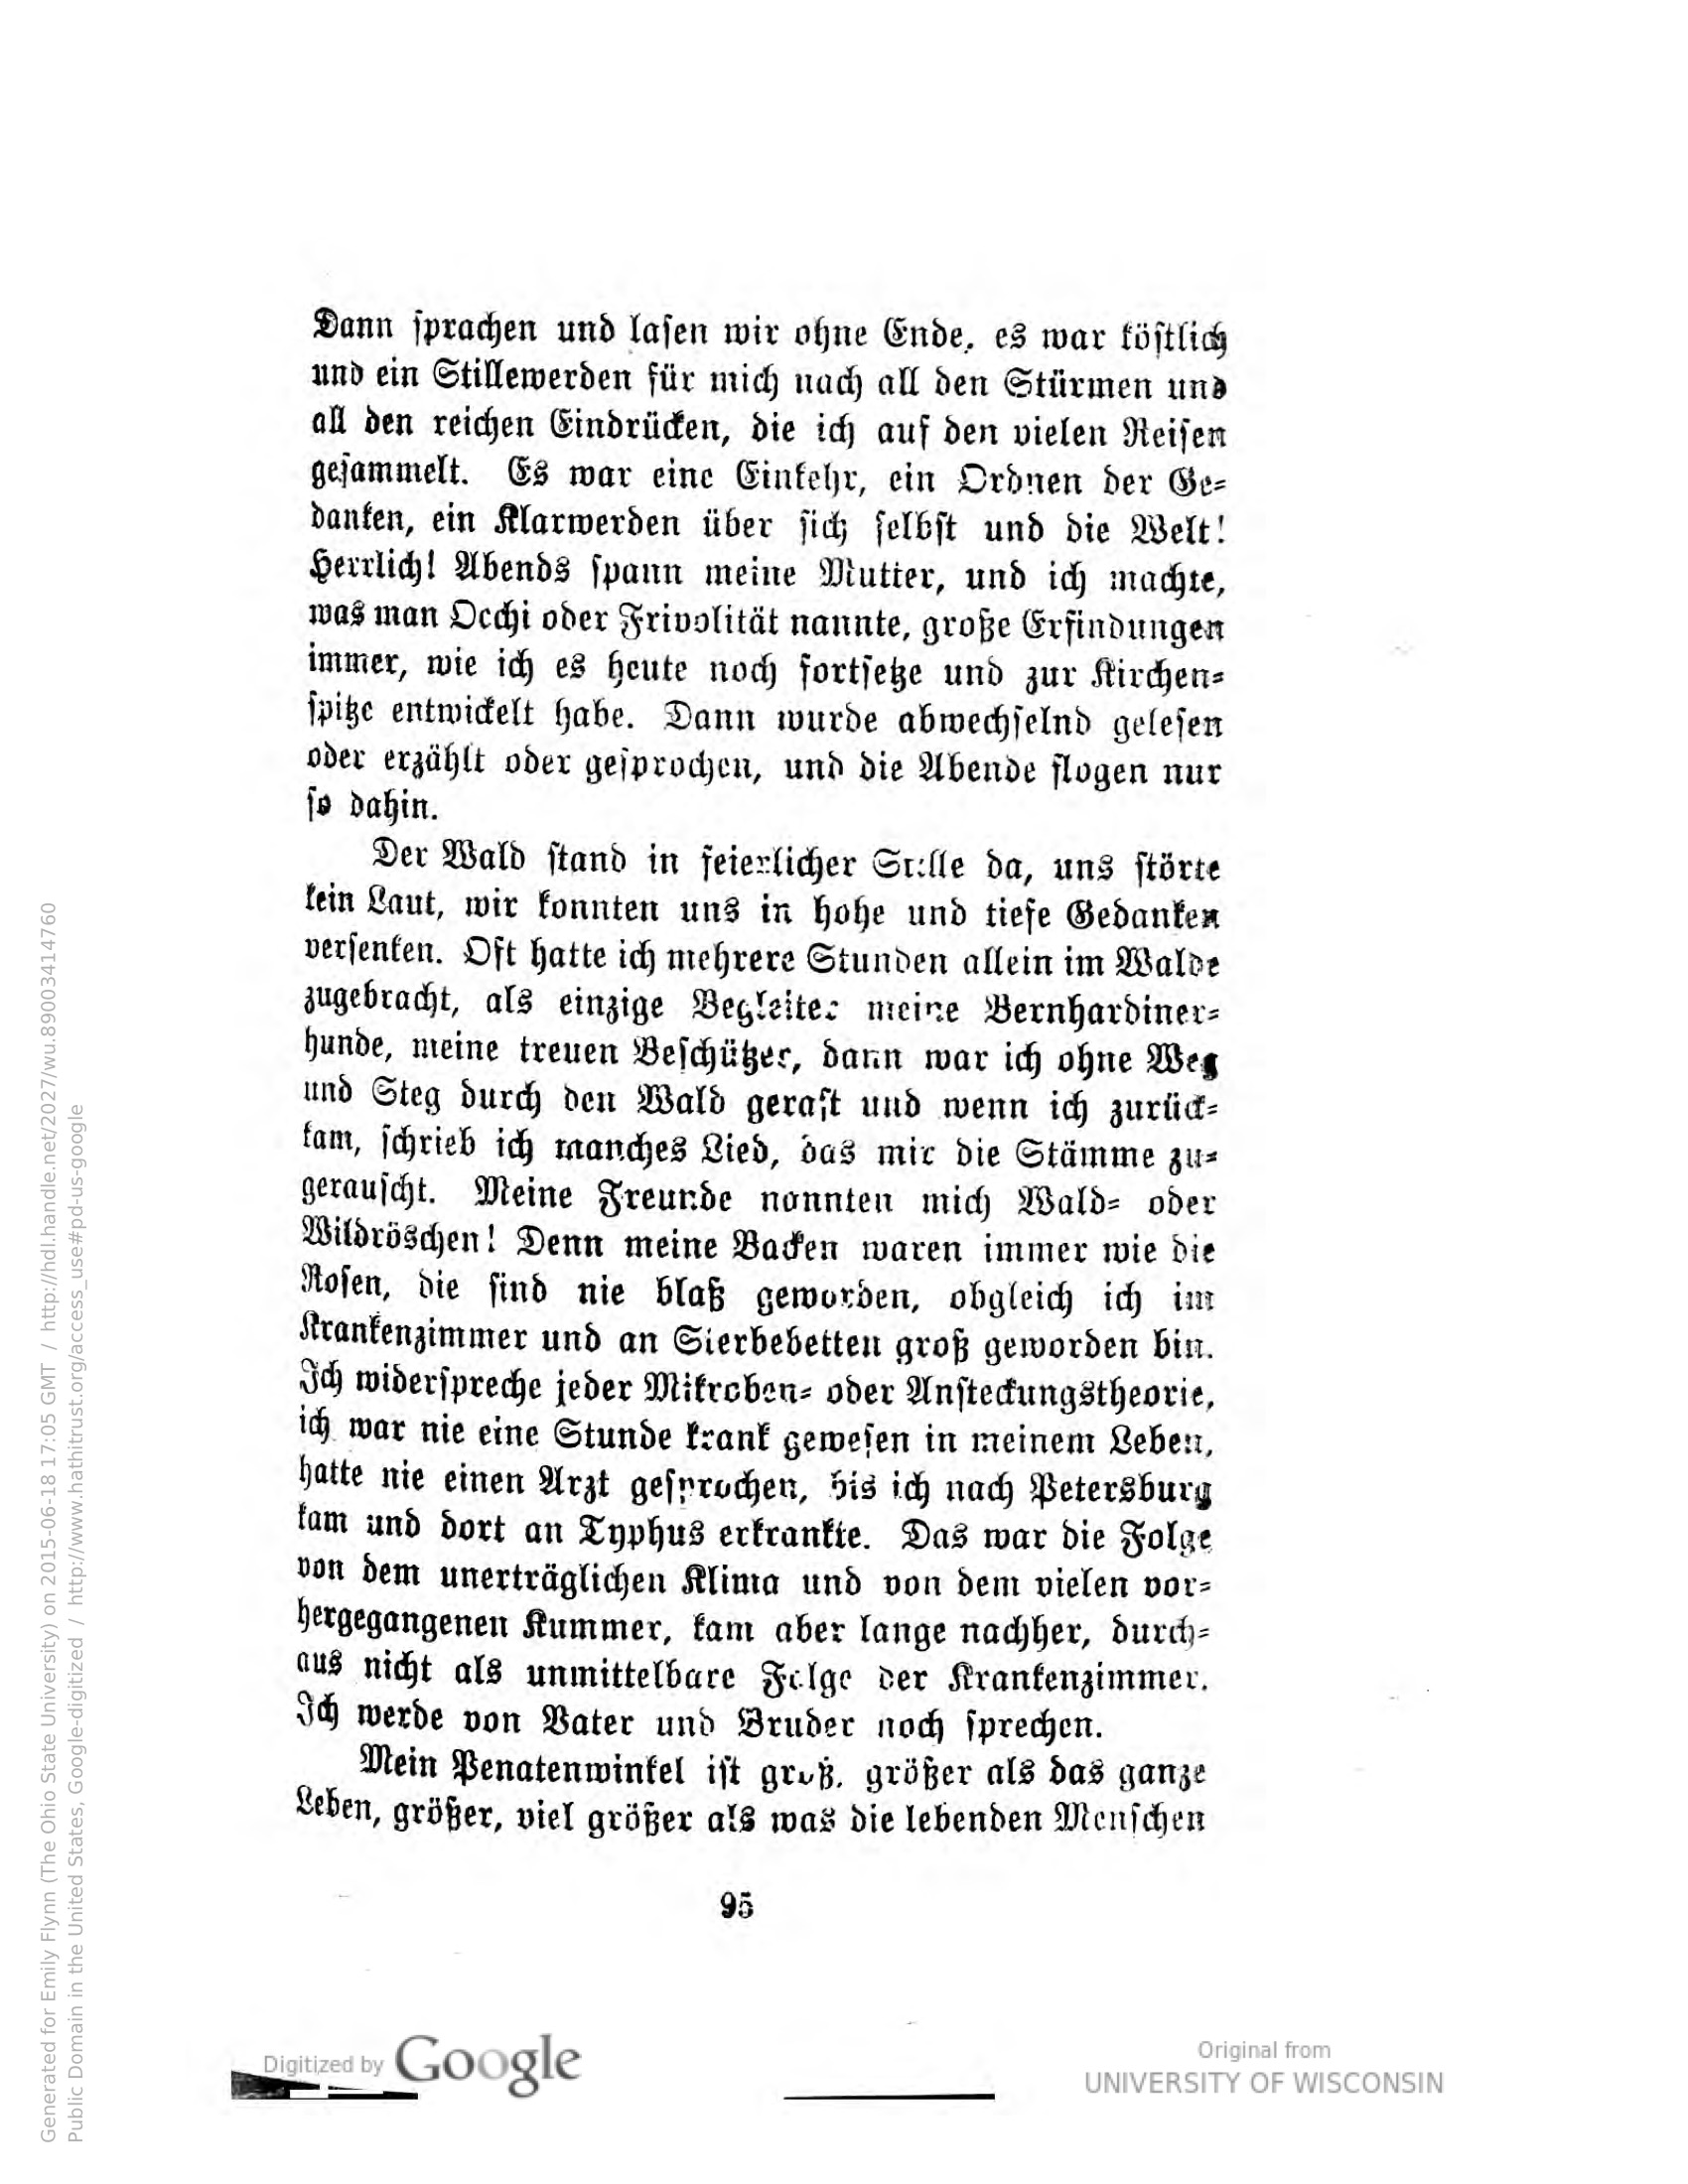 Dann sprachen und lasen wir ohne Ende, es war köstlich
und ein Stillewerden für mich nach all den Stürmen und
all den reichen Eindrücken, die ich auf den vielen Reisen
gesammelt. Es war eine Einkehr, ein Ordnen der Ge-
danken, ein Klarwerden über sich selbst und die Welt!
Herrlich! Abends spann meine Mutter, und ich machte,
was man Occhi oder Frivolität nannte, große Erfindungen
immer, wie ich es heute noch fortsetze und zur Kirchen-
spitze entwickelt habe. Dann wurde abwechselnd gelesen
oder erzählt oder gesprochen, und die Abende flogen nur
so dahin.
Der Wald stand in feierlicher Stille da, uns störte
kein Laut, wir konnten uns in hohe und tiefe Gedanken
versenken. Oft hatte ich mehrere Stunden allein im Walde
zugebracht, als einzige Begleiter meine Bernhardiner-
hunde, meine treuen Beschützer, dann war ich ohne Weg
und Steg durch den Wald gerast und wenn ich zurück-
kam, schrieb ich manches Lied, das mir die Stämme zu-
gerauscht. Meine Freunde nannten mich Wald- oder
Wildröschen! Denn meine Backen waren immer wie die
Rosen, die sind nie blaß geworden, obgleich ich im
Krankenzimmer und an Sterbebetten groß geworden bin.
Ich widerspreche jeder Mikroben- oder Ansteckungstheorie,
ich war nie eine Stunde krank gewesen in meinem Leben,
hatte nie einen Arzt gesprochen, bis ich nach Petersburg
kam und dort an Typhus erkrankte. Das war die Folge
von dem unerträglichen Klima und von dem vielen vor-
hergegangenen Kummer, kam aber lange nachher, durch-
aus nicht als unmittelbare Folge der Krankenzimmer.
Ich werde von Vater und Bruder noch sprechen.
Mein Penatenwinkel ist groß, größer als das ganze
Leben, größer, viel größer als was die lebenden Menschen
95
Digitized by Google
Original from
UNIVERSITY OF WISCONSIN
Generated for Emily Flynn (The Ohio State University) on 2015-06-18 17:05 GMT / http://hdl.handle.net/2027/wu.89003414760
Public Domain in the United States, Google-digitized / http://www.hathitrust.org/access_use#pd-us-google